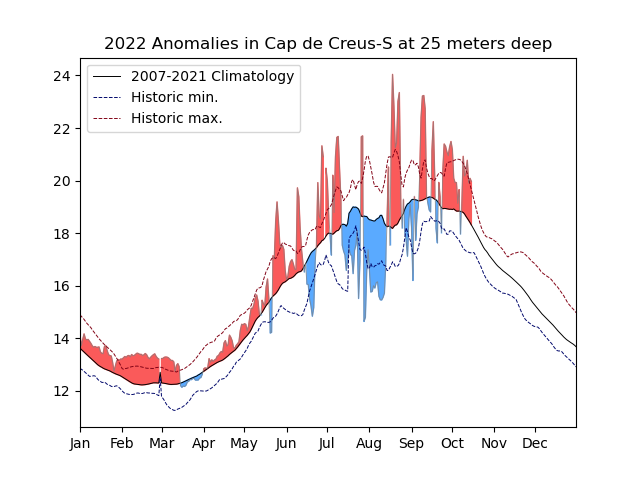 2022 Anomalies in Cap de Creus-S at 25 meters deep
2007-2021 Climatology
Historic min.
Historic max.
24
22
20
18
16
14
12
Jan Feb Mar Apr May Jun Jul Aug Sep Oct Nov Dec